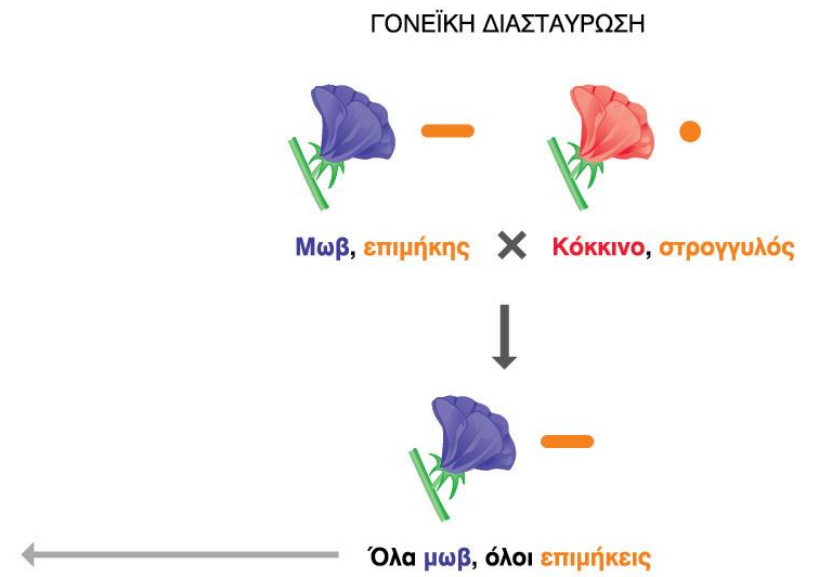 ΓΟΝΕΪΚΗ ΔΙΑΣΤΑΥΡΩΣΗ
Μωβ, επιμήκης × Κόκκινο, στρογγυλός
Όλα μωβ, όλοι επιμήκεις